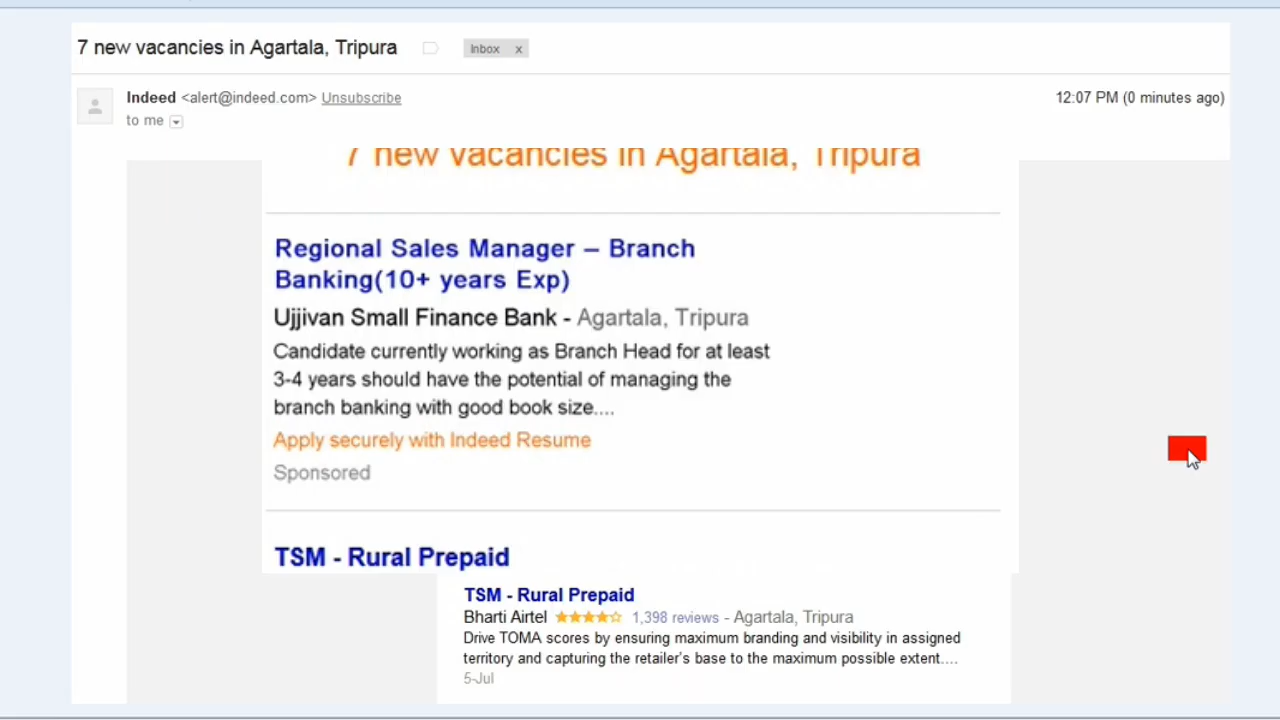 7 new vacancies in Agartala, Tripura
Inbox x
Indeed <alert@indeed.com> Unsubscribe
12:07 PM (0 minutes ago)
to me
7 new vacancies in Agartala, Tripura
Regional Sales Manager – Branch
Banking(10+ years Exp)
Ujjivan Small Finance Bank - Agartala, Tripura
Candidate currently working as Branch Head for at least
3-4 years should have the potential of managing the
branch banking with good book size....
Apply securely with Indeed Resume
Sponsored
TSM - Rural Prepaid
TSM - Rural Prepaid
Bharti Airtel ★★★★☆ 1,398 reviews - Agartala, Tripura
Drive TOMA scores by ensuring maximum branding and visibility in assigned
territory and capturing the retailer's base to the maximum possible extent....
5-Jul